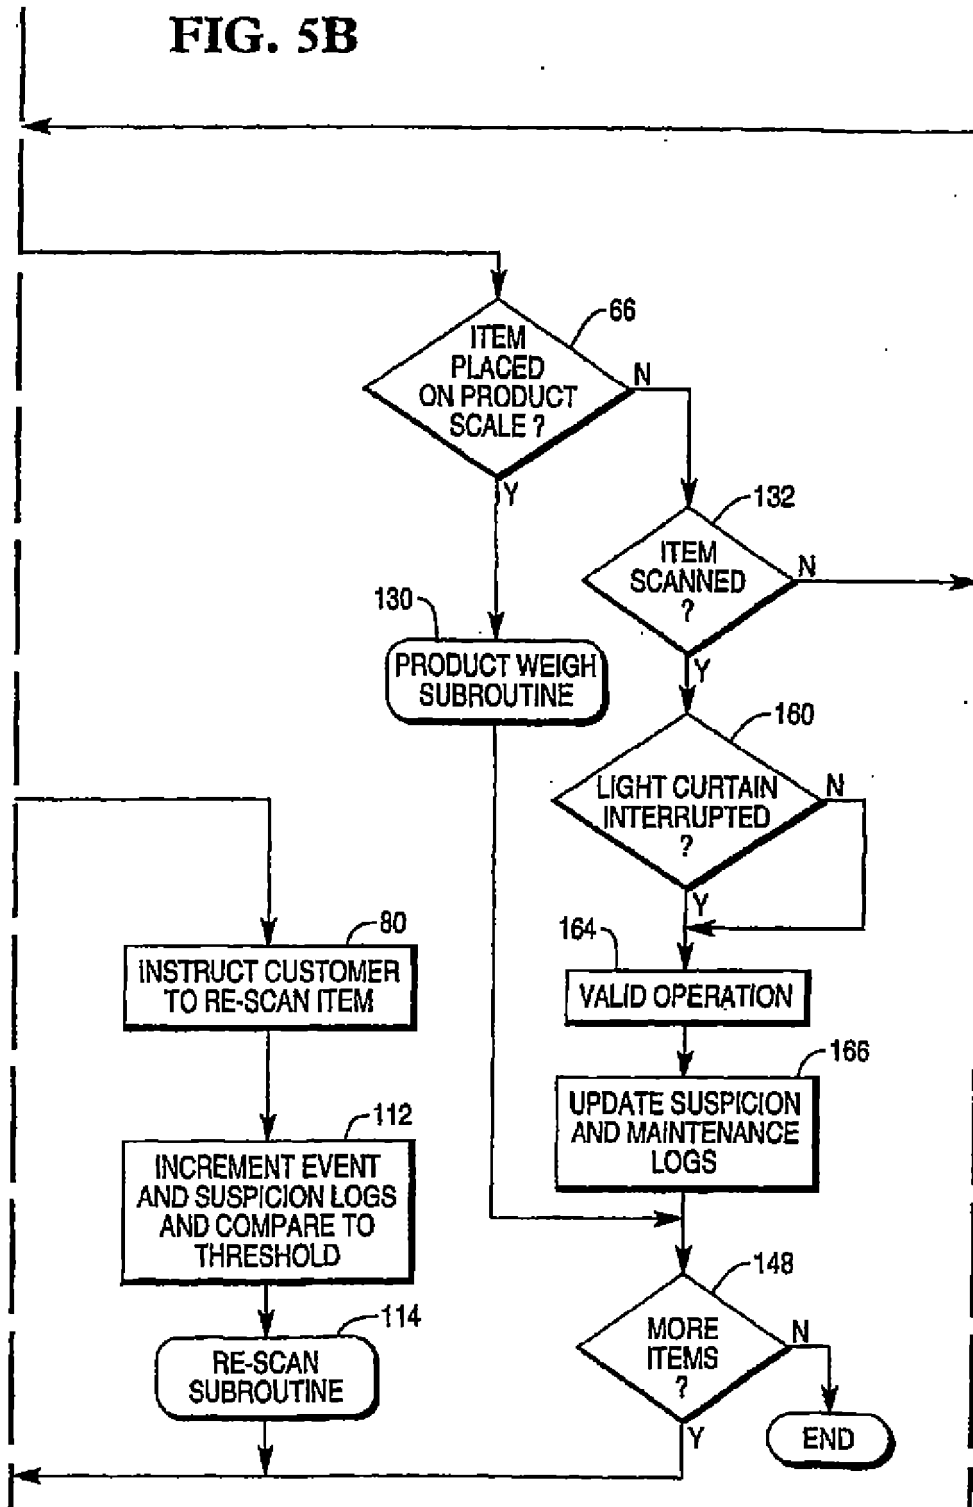 FIG. 5B
66
ITEM
PLACED
ON PRODUCT
SCALE ?
N
Y
132
ITEM
SCANNED
?
N
Y
130
PRODUCT WEIGH
SUBROUTINE
160
LIGHT CURTAIN
INTERRUPTED
?
N
Y
80
INSTRUCT CUSTOMER
TO RE-SCAN ITEM
164
VALID OPERATION
166
UPDATE SUSPICION
AND MAINTENANCE
LOGS
112
INCREMENT EVENT
AND SUSPICION LOGS
AND COMPARE TO
THRESHOLD
114
RE-SCAN
SUBROUTINE
148
MORE
ITEMS
?
N
Y
END